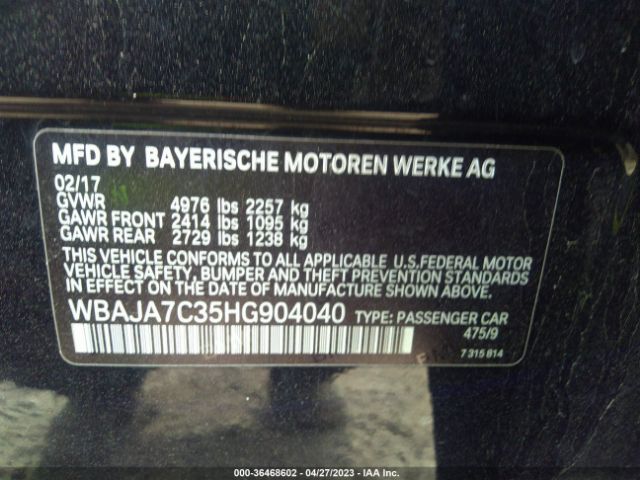 MFD BY BAYERISCHE MOTOREN WERKE AG
02/17
GVWR 4976 lbs 2257 kg
GAWR FRONT 2414 lbs 1095 kg
GAWR REAR 2729 lbs 1238 kg
THIS VEHICLE CONFORMS TO ALL APPLICABLE U.S.FEDERAL MOTOR
VEHICLE SAFETY, BUMPER AND THEFT PREVENTION STANDARDS
IN EFFECT ON THE DATE OF MANUFACTURE SHOWN ABOVE.
WBAJA7C35HG904040 TYPE: PASSENGER CAR
475/9
7 315 814
000-36468602 / 04/27/2023 - IAA Inc.